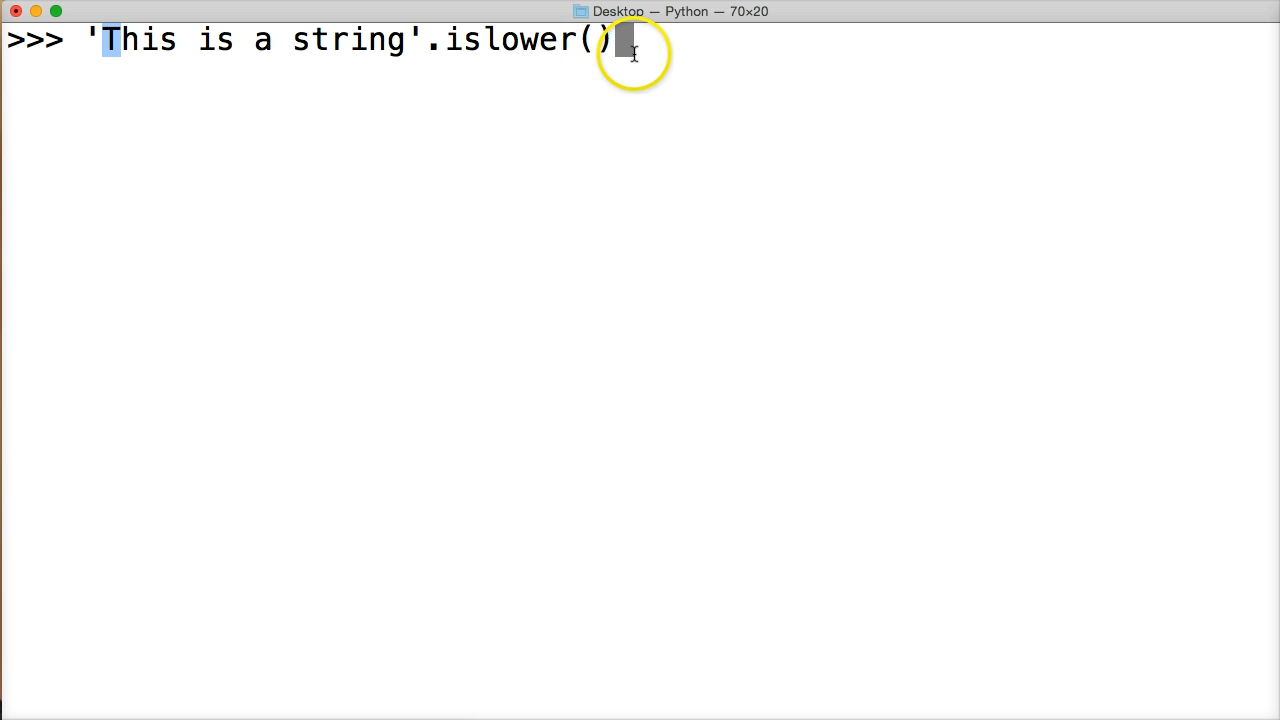 Desktop — Python — 70×20
>>> 'This is a string'.islower()